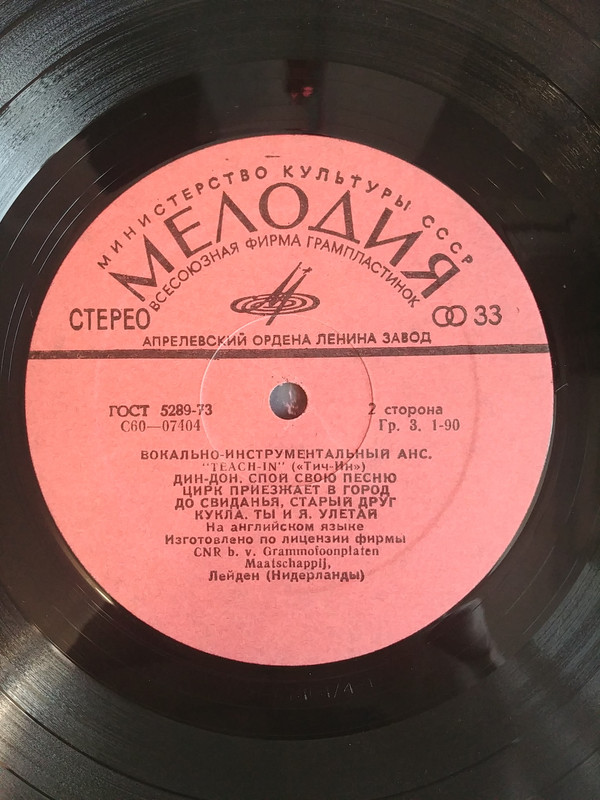 МИНИСТЕРСТВО КУЛЬТУРЫ СССР
МЕЛОДИЯ
ВСЕСОЮЗНАЯ ФИРМА ГРАМПЛАСТИНОК
СТЕРЕО
33
АПРЕЛЕВСКИЙ ОРДЕНА ЛЕНИНА ЗАВОД
ГОСТ 5289-73
2 сторона
С60—07404
Гр. 3. 1-90
ВОКАЛЬНО-ИНСТРУМЕНТАЛЬНЫЙ АНС.
"TEACH-IN" («Тич-Ин»)
ДИН-ДОН. СПОЙ СВОЮ ПЕСНЮ
ЦИРК ПРИЕЗЖАЕТ В ГОРОД
ДО СВИДАНЬЯ, СТАРЫЙ ДРУГ
КУКЛА. ТЫ И Я. УЛЕТАЙ
На английском языке
Изготовлено по лицензии фирмы
CNR b. v. Grammofoonplaten
Maatschappij,
Лейден (Нидерланды)